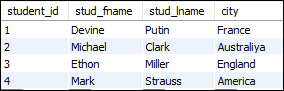 student_id stud_fname stud_lname city
1 Devine Putin France
2 Michael Clark Australiya
3 Ethon Miller England
4 Mark Strauss America